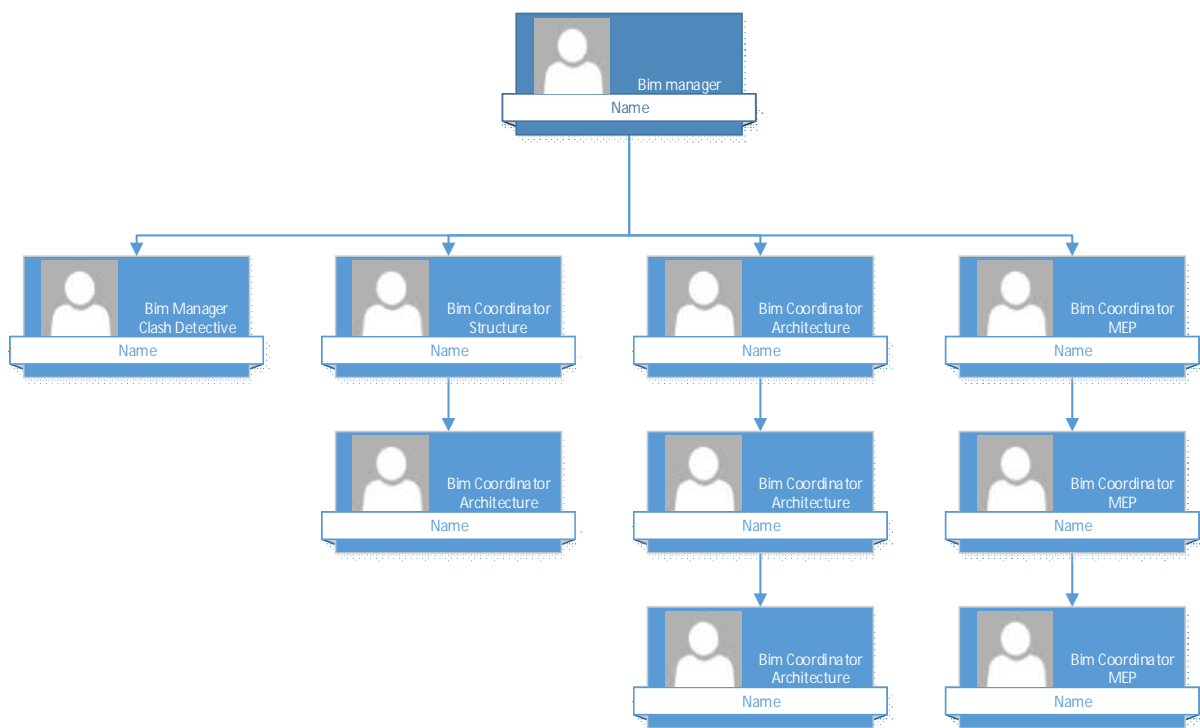 Bim manager
Name
Bim Manager
Clash Detective
Name
Bim Coordinator
Structure
Name
Bim Coordinator
Architecture
Name
Bim Coordinator
MEP
Name
Bim Coordinator
Architecture
Name
Bim Coordinator
Architecture
Name
Bim Coordinator
MEP
Name
Bim Coordinator
Architecture
Name
Bim Coordinator
MEP
Name